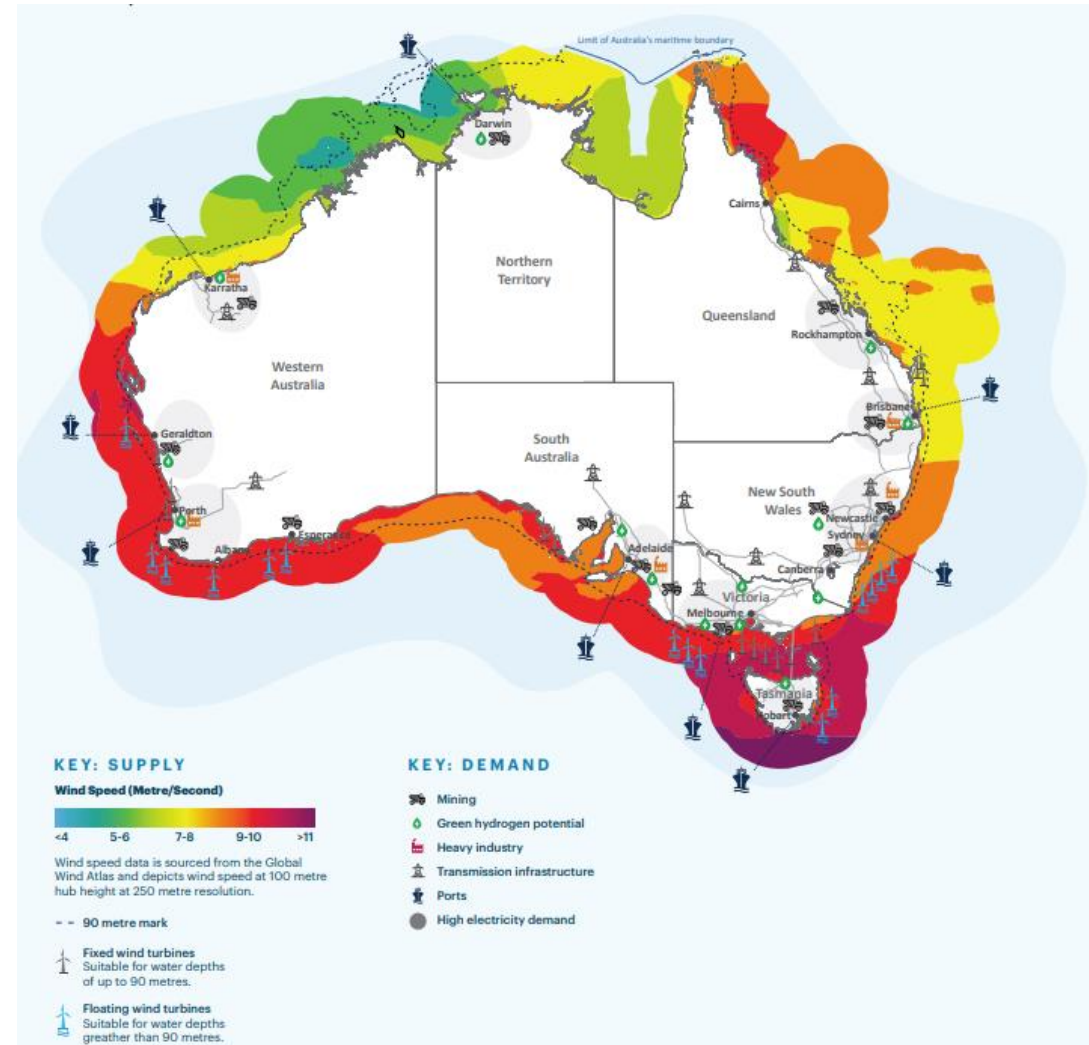 Limit of Australia's maritime boundary
Darwin
Cairns
Northern
Territory
Karratha
Queensland
Rockhampton
Western
Australia
Brisbane
Geraldton
South
Australia
New South
Wales
Newcastle
Perth
Sydney
Esperance
Albany
Adelaide
Canberra
Victoria
Melbourne
Tasmania
Hobart
KEY: SUPPLY
Wind Speed (Metre/Second)
<4 5-6 7-8 9-10 >11
Wind speed data is sourced from the Global
Wind Atlas and depicts wind speed at 100 metre
hub height at 250 metre resolution.
90 metre mark
Fixed wind turbines
Suitable for water depths
of up to 90 metres.
Floating wind turbines
Suitable for water depths
greather than 90 metres.
KEY: DEMAND
Mining
Green hydrogen potential
Heavy industry
Transmission infrastructure
Ports
High electricity demand